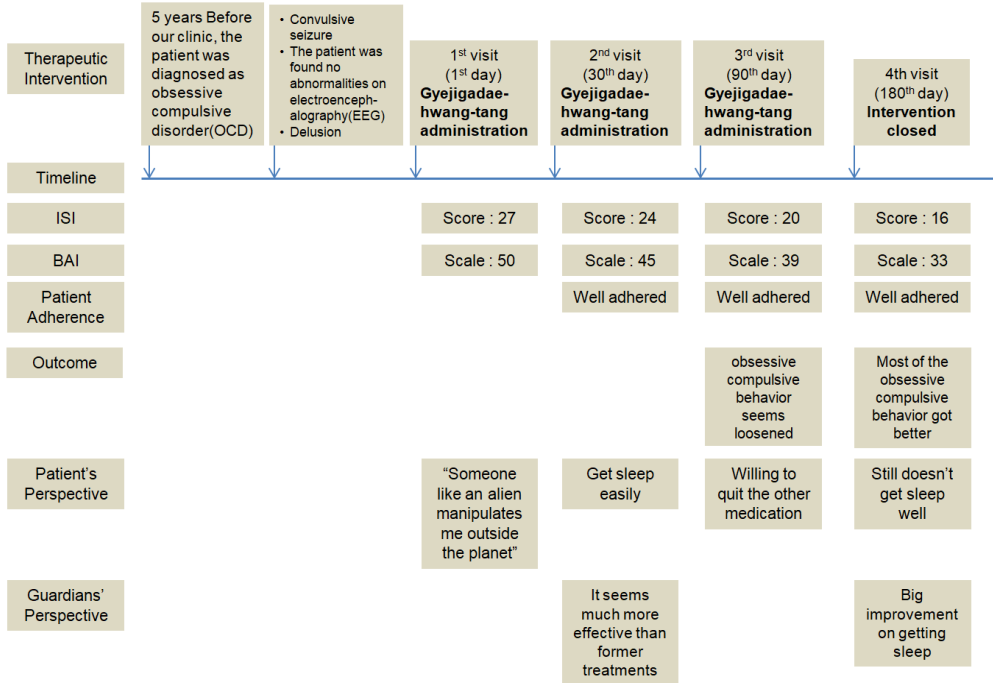 Therapeutic
Intervention
5 years Before
our clinic, the
patient was
diagnosed as
obsessive
compulsive
disorder(OCD)
• Convulsive
seizure
• The patient was
found no
abnormalities on
electroenceph-
alography(EEG)
• Delusion
1st visit
(1st day)
Gyejigadae-
hwang-tang
administration
2nd visit
(30th day)
Gyejigadae-
hwang-tang
administration
3rd visit
(90th day)
Gyejigadae-
hwang-tang
administration
4th visit
(180th day)
Intervention
closed
Timeline
ISI
Score : 27
Score : 24
Score : 20
Score : 16
BAI
Scale : 50
Scale : 45
Scale : 39
Scale : 33
Patient
Adherence
Well adhered
Well adhered
Well adhered
Outcome
obsessive
compulsive
behavior
seems
loosened
Most of the
obsessive
compulsive
behavior got
better
Patient's
Perspective
“Someone
like an alien
manipulates
me outside
the planet”
Get sleep
easily
Willing to
quit the other
medication
Still doesn't
get sleep
well
Guardians'
Perspective
It seems
much more
effective than
former
treatments
Big
improvement
on getting
sleep